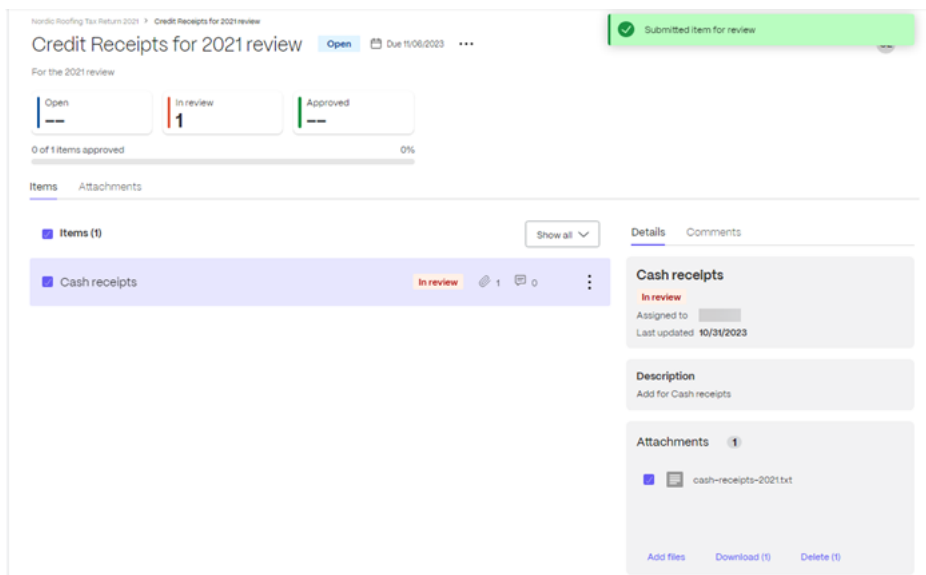 Nordic Roofing Tax Return 2021 > Credit Receipts for 2021 review
Submitted item for review
Credit Receipts for 2021 review Open Due 11/06/2023 •••
For the 2021 review
Open In review Approved
-- 1 --
0 of 1 items approved 0%
Items Attachments
Items (1) Show all
Details Comments
Cash receipts In review 1 0
Cash receipts
In review
Assigned to
Last updated 10/31/2023
Description
Add for Cash receipts
Attachments 1
cash-receipts-2021.txt
Add files Download (1) Delete (1)